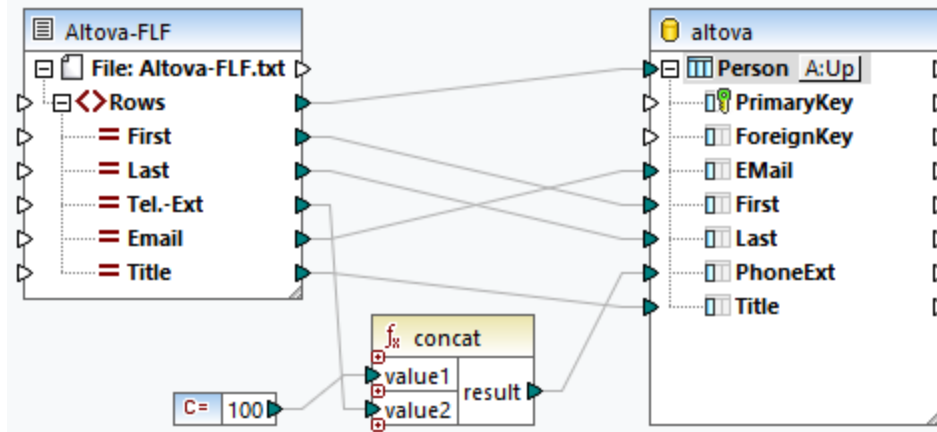 Altova-FLF
File: Altova-FLF.txt
Rows
First
Last
Tel.-Ext
Email
Title
altova
Person A:Up
PrimaryKey
ForeignKey
EMail
First
Last
PhoneExt
Title
fx concat
value1
value2
result
C= 100